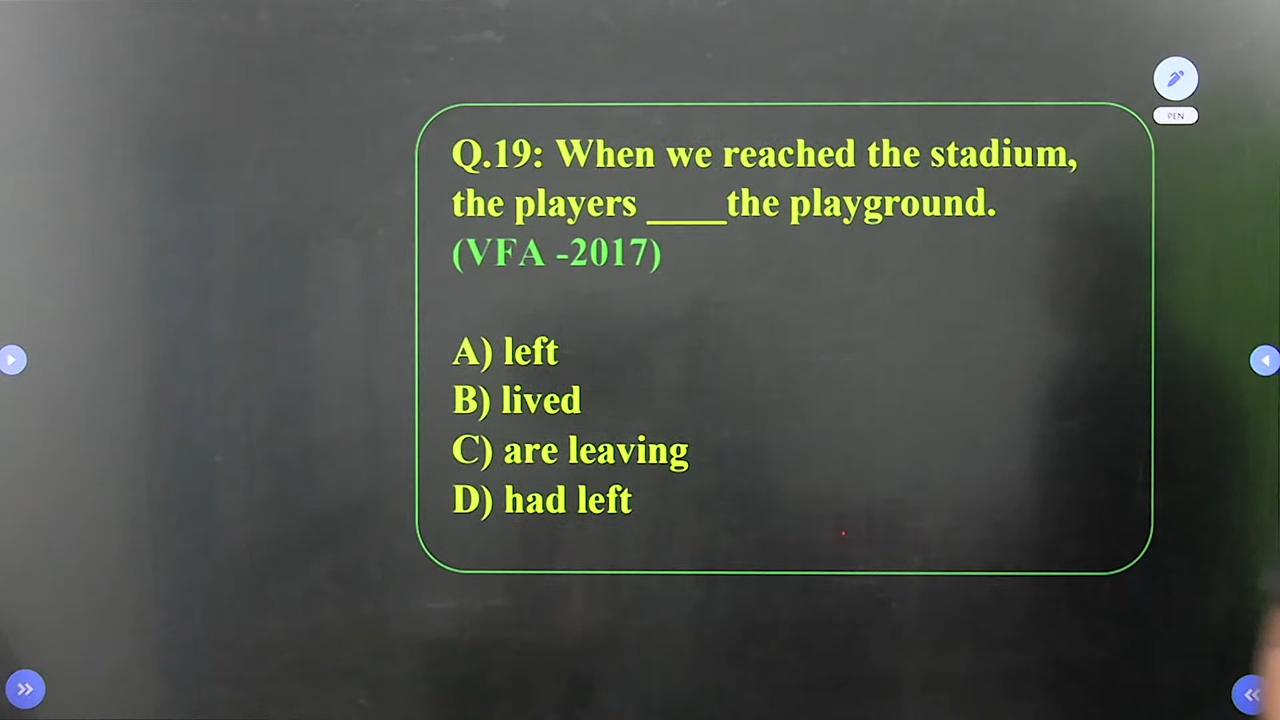 PEN
Q.19: When we reached the stadium,
the players ____the playground.
(VFA -2017)
A) left
B) lived
C) are leaving
D) had left